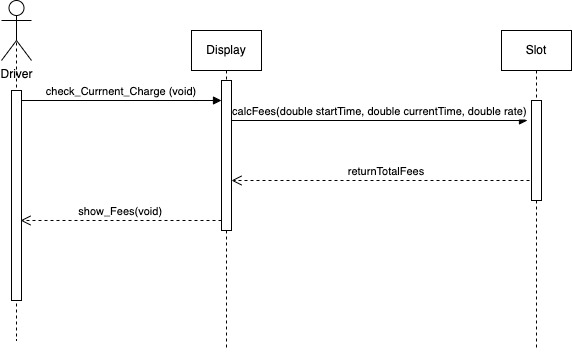 Display
Slot
Driver
check_Currnent_Charge (void)
calcFees(double startTime, double currentTime, double rate)
returnTotalFees
show_Fees(void)